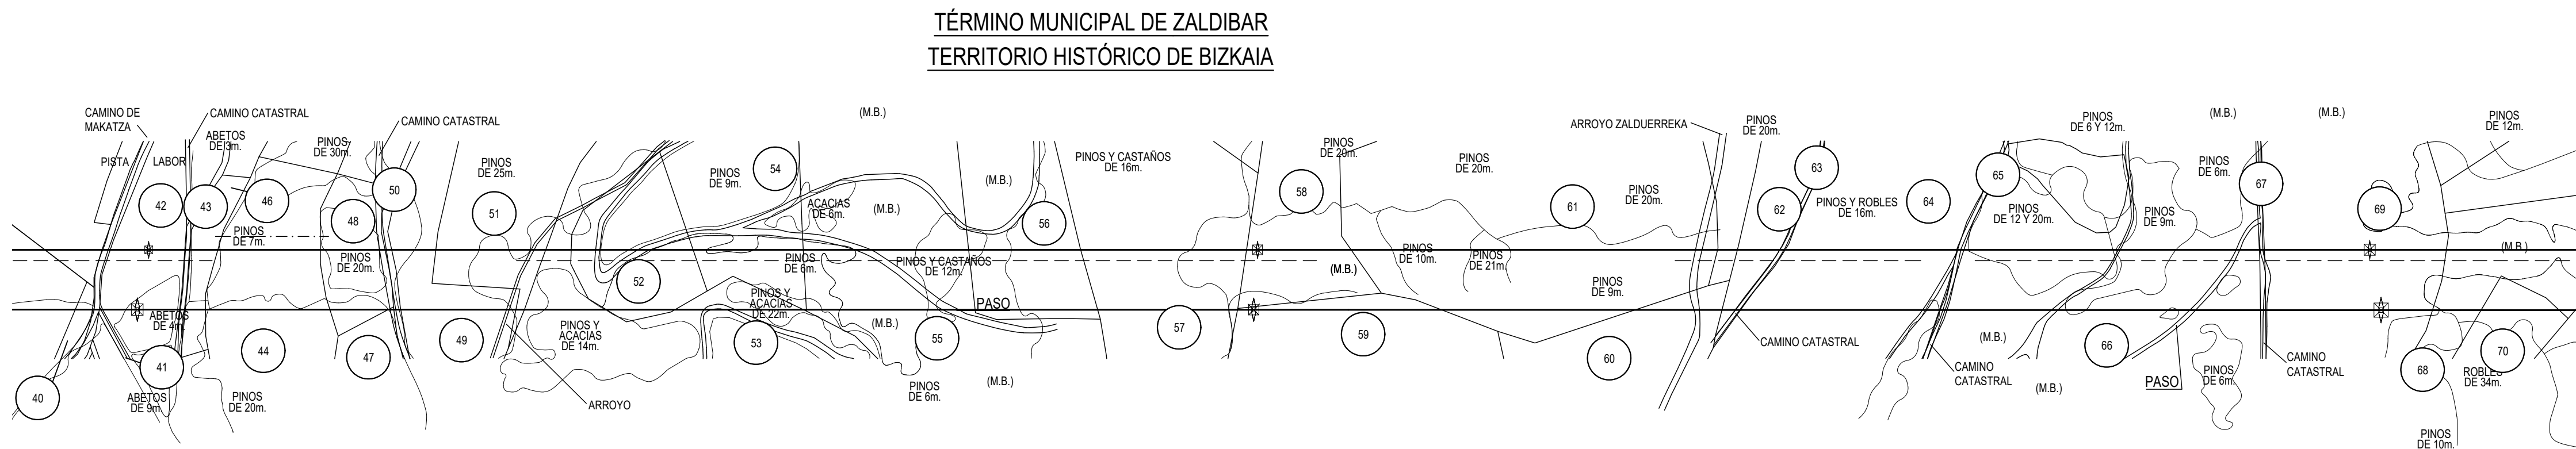 TÉRMINO MUNICIPAL DE ZALDIBAR
TERRITORIO HISTÓRICO DE BIZKAIA
CAMINO DE
MAKATZA
CAMINO CATASTRAL
CAMINO CATASTRAL
(M.B.)
ARROYO ZALDUERREKA
PINOS
DE 20m.
PINOS
DE 6 Y 12m.
(M.B.)
(M.B.)
PINOS
DE 12m.
PISTA
LABOR
ABETOS
DE 3m.
PINOS
DE 30m.
PINOS
DE 25m.
PINOS
DE 9m.
54
(M.B.)
PINOS Y CASTAÑOS
DE 16m.
PINOS
DE 20m.
PINOS
DE 20m.
PINOS
DE 20m.
63
65
PINOS
DE 6m.
67
42
43
46
48
50
51
ACACIAS
DE 6m.
(M.B.)
56
58
61
62
PINOS Y ROBLES
DE 16m.
64
PINOS
DE 12 Y 20m.
PINOS
DE 9m.
69
PINOS
DE 7m.
PINOS
DE 20m.
52
PINOS
DE 6m.
PINOS Y CASTAÑOS
DE 12m.
(M.B.)
PINOS
DE 10m.
PINOS
DE 21m.
PINOS
DE 9m.
(M.B.)
ABETOS
DE 4m.
PINOS Y
ACACIAS
DE 22m.
PASO
40
41
44
47
49
PINOS Y
ACACIAS
DE 14m.
53
(M.B.)
55
57
59
60
CAMINO CATASTRAL
(M.B.)
66
CAMINO
CATASTRAL
CAMINO
CATASTRAL
68
70
ABETOS
DE 9m.
PINOS
DE 20m.
ARROYO
PINOS
DE 6m.
(M.B.)
(M.B.)
PASO
PINOS
DE 6m.
ROBLES
DE 34m.
PINOS
DE 10m.